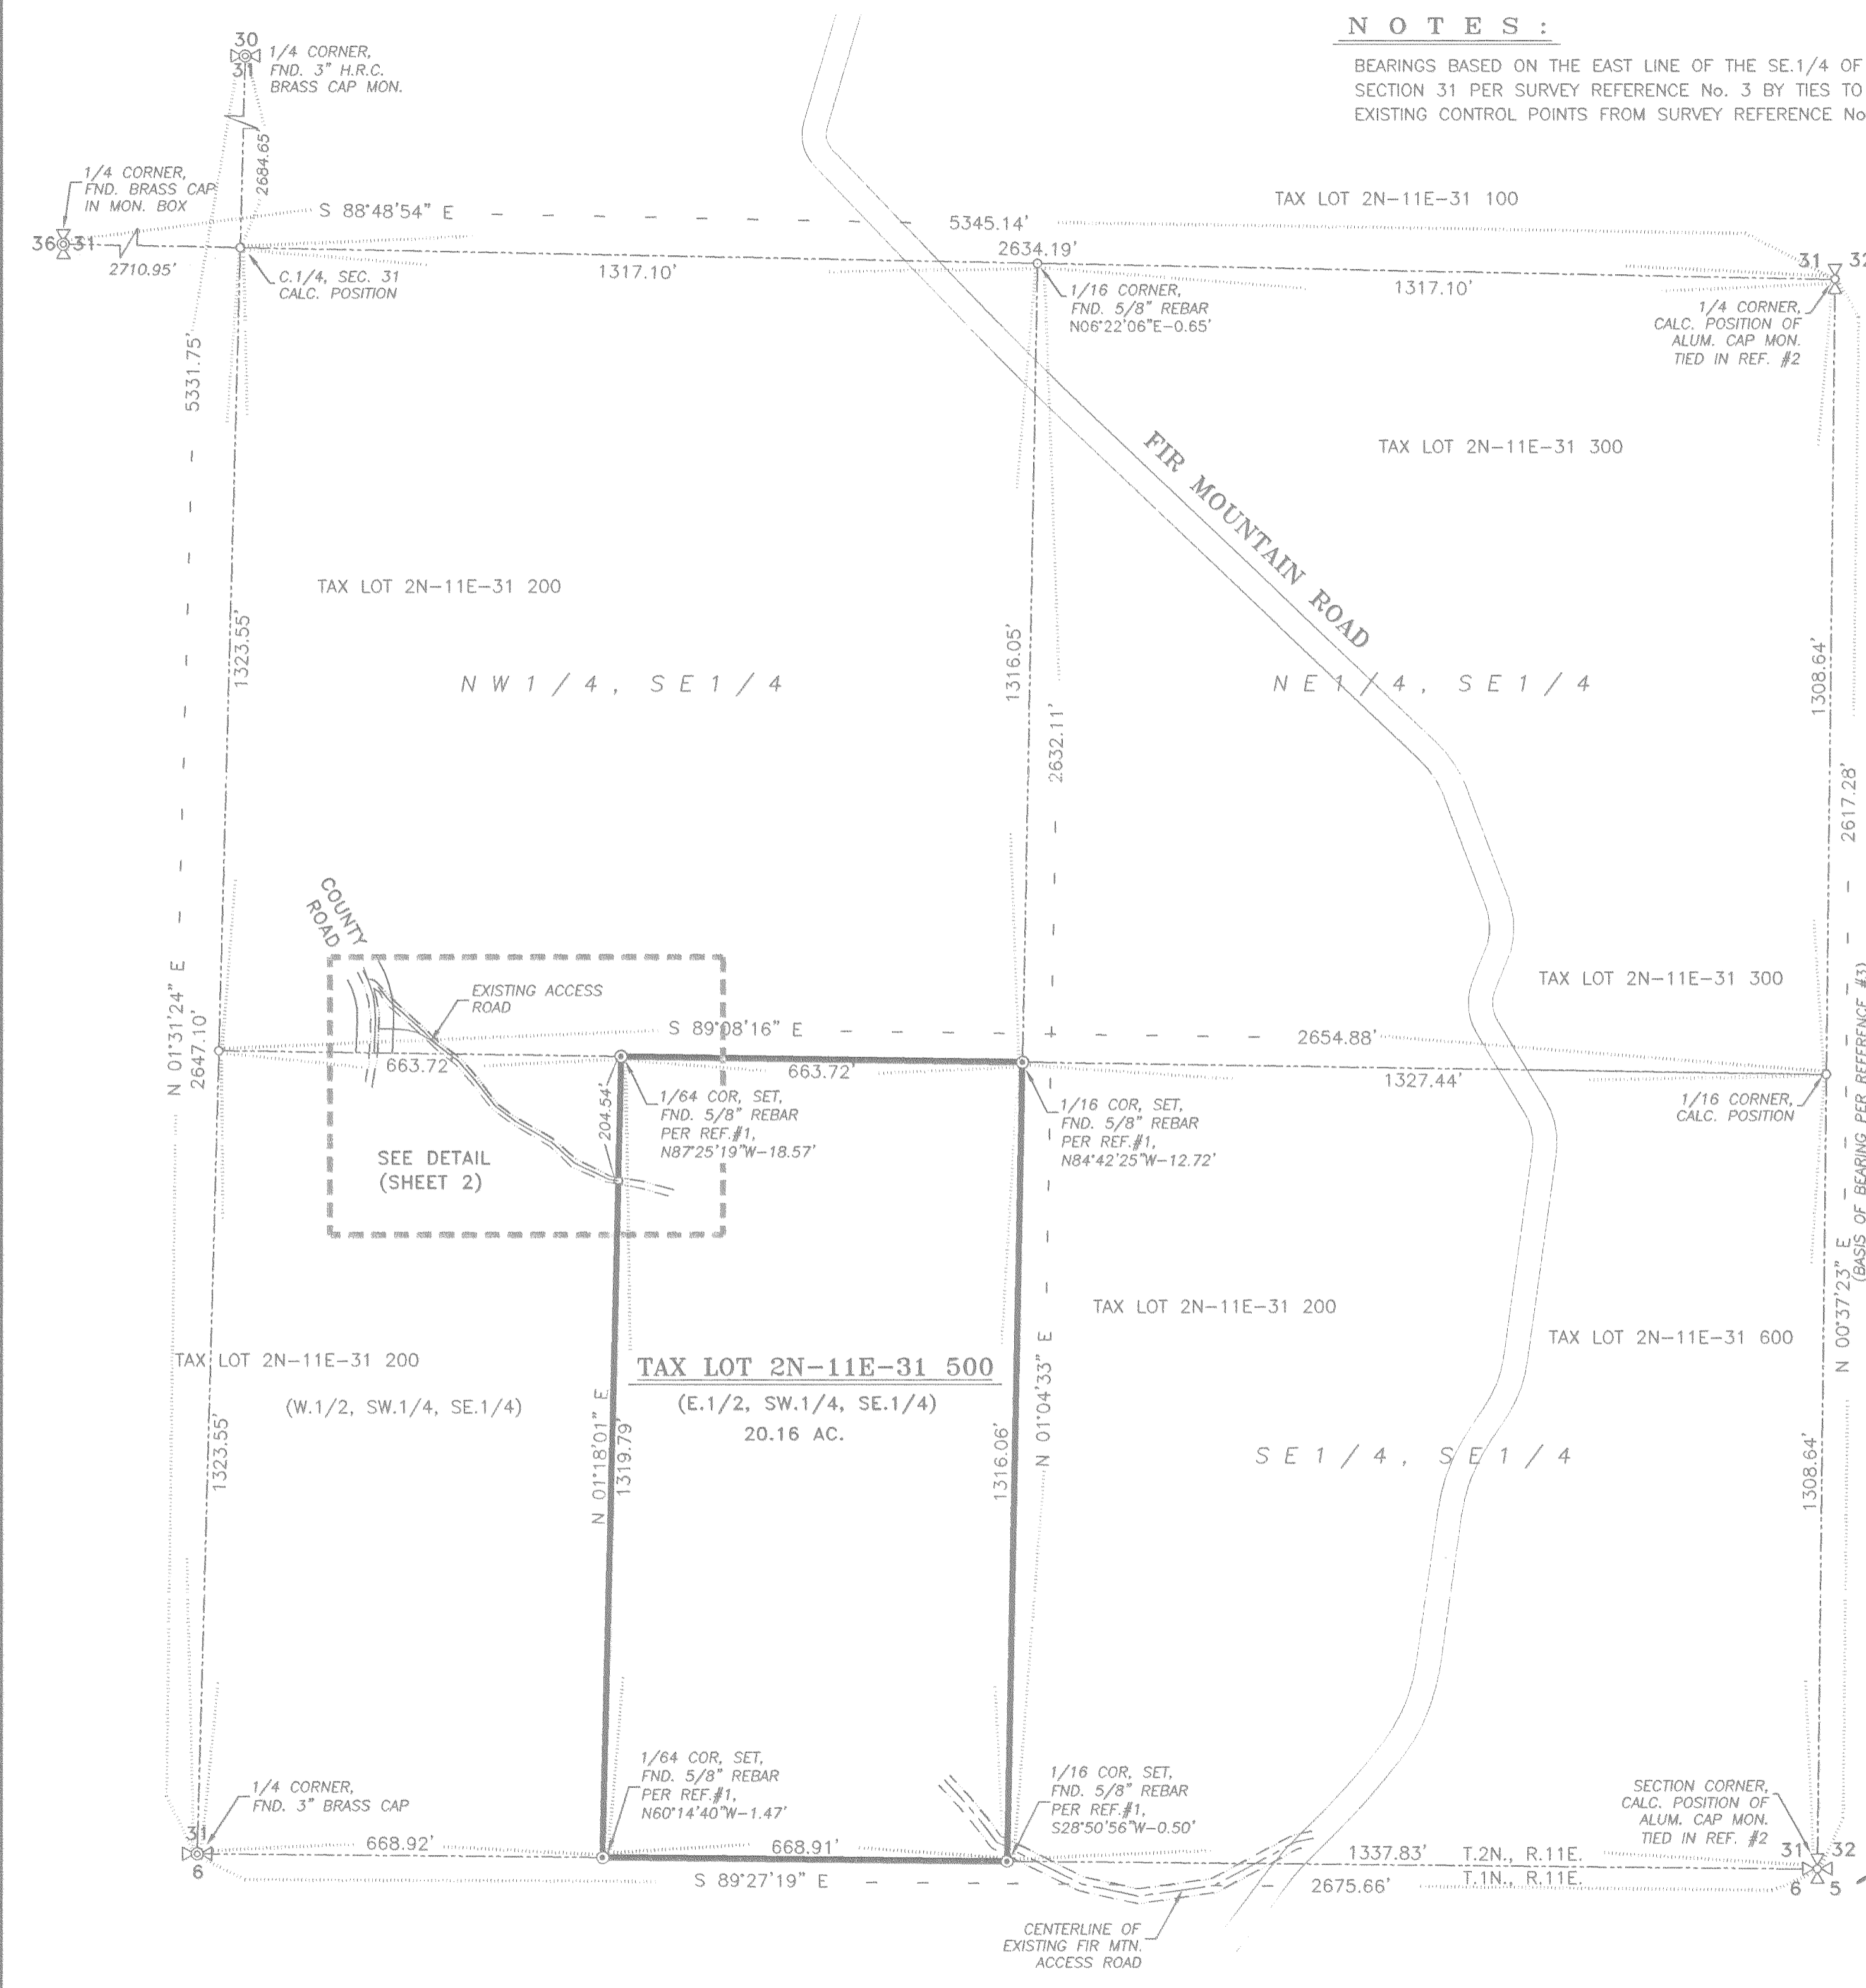 N O T E S :
BEARINGS BASED ON THE EAST LINE OF THE SE.1/4 OF
SECTION 31 PER SURVEY REFERENCE No. 3 BY TIES TO
EXISTING CONTROL POINTS FROM SURVEY REFERENCE No
30
31
1/4 CORNER,
FND. 3" H.R.C.
BRASS CAP MON.
2684.65
1/4 CORNER,
FND. BRASS CAP
IN MON. BOX
36 31
2710.95'
S 88°48'54" E
5345.14'
2634.19'
TAX LOT 2N-11E-31 100
C.1/4, SEC. 31
CALC. POSITION
1317.10'
1/16 CORNER,
FND. 5/8" REBAR
N06°22'06"E-0.65'
1317.10'
31 32
1/4 CORNER,
CALC. POSITION OF
ALUM. CAP MON.
TIED IN REF. #2
5331.75'
FIR MOUNTAIN ROAD
TAX LOT 2N-11E-31 300
TAX LOT 2N-11E-31 200
1323.55'
N W 1 / 4 , S E 1 / 4
1316.05'
N E 1 / 4 , S E 1 / 4
1308.64'
2632.11'
2617.28'
COUNTY
ROAD
EXISTING ACCESS
ROAD
N 01°31'24" E
2647.10'
TAX LOT 2N-11E-31 300
S 89°08'16" E
2654.88'
663.72'
663.72'
1327.44'
204.54'
1/64 COR, SET,
FND. 5/8" REBAR
PER REF.#1,
N87°25'19"W-18.57'
1/16 COR, SET,
FND. 5/8" REBAR
PER REF.#1,
N84°42'25"W-12.72'
1/16 CORNER,
CALC. POSITION
SEE DETAIL
(SHEET 2)
N 00°37'23" E
(BASIS OF BEARING PER REFERENCE #3)
TAX LOT 2N-11E-31 200
TAX LOT 2N-11E-31 600
TAX LOT 2N-11E-31 200
(W.1/2, SW.1/4, SE.1/4)
TAX LOT 2N-11E-31 500
(E.1/2, SW.1/4, SE.1/4)
20.16 AC.
N 01°18'01" E
1319.79'
N 01°04'33" E
1316.06'
S E 1 / 4 , S E 1 / 4
1323.55'
1308.64'
1/4 CORNER,
FND. 3" BRASS CAP
31
6
1/64 COR, SET,
FND. 5/8" REBAR
PER REF.#1,
N60°14'40"W-1.47'
1/16 COR, SET,
FND. 5/8" REBAR
PER REF.#1,
S28°50'56"W-0.50'
SECTION CORNER,
CALC. POSITION OF
ALUM. CAP MON.
TIED IN REF. #2
668.92'
668.91'
1337.83'
T.2N., R.11E.
31 32
S 89°27'19" E
2675.66'
T.1N., R.11E.
6 5
CENTERLINE OF
EXISTING FIR MTN.
ACCESS ROAD